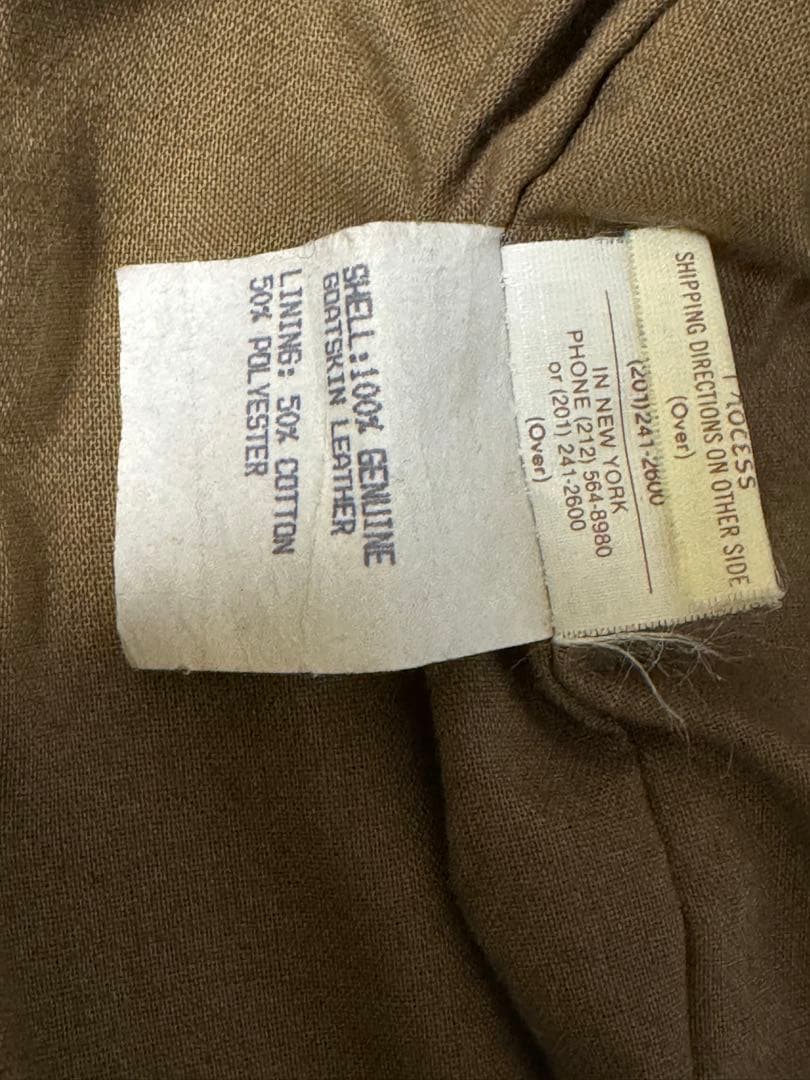 SHELL:100% GENUINE
GOATSKIN LEATHER
LINING: 50% COTTON
50% POLYESTER
PROCESS
SHIPPING DIRECTIONS ON OTHER SIDE
(Over)
(201)241-2600
IN NEW YORK
PHONE (212) 564-8980
or (201) 241-2600
(Over)